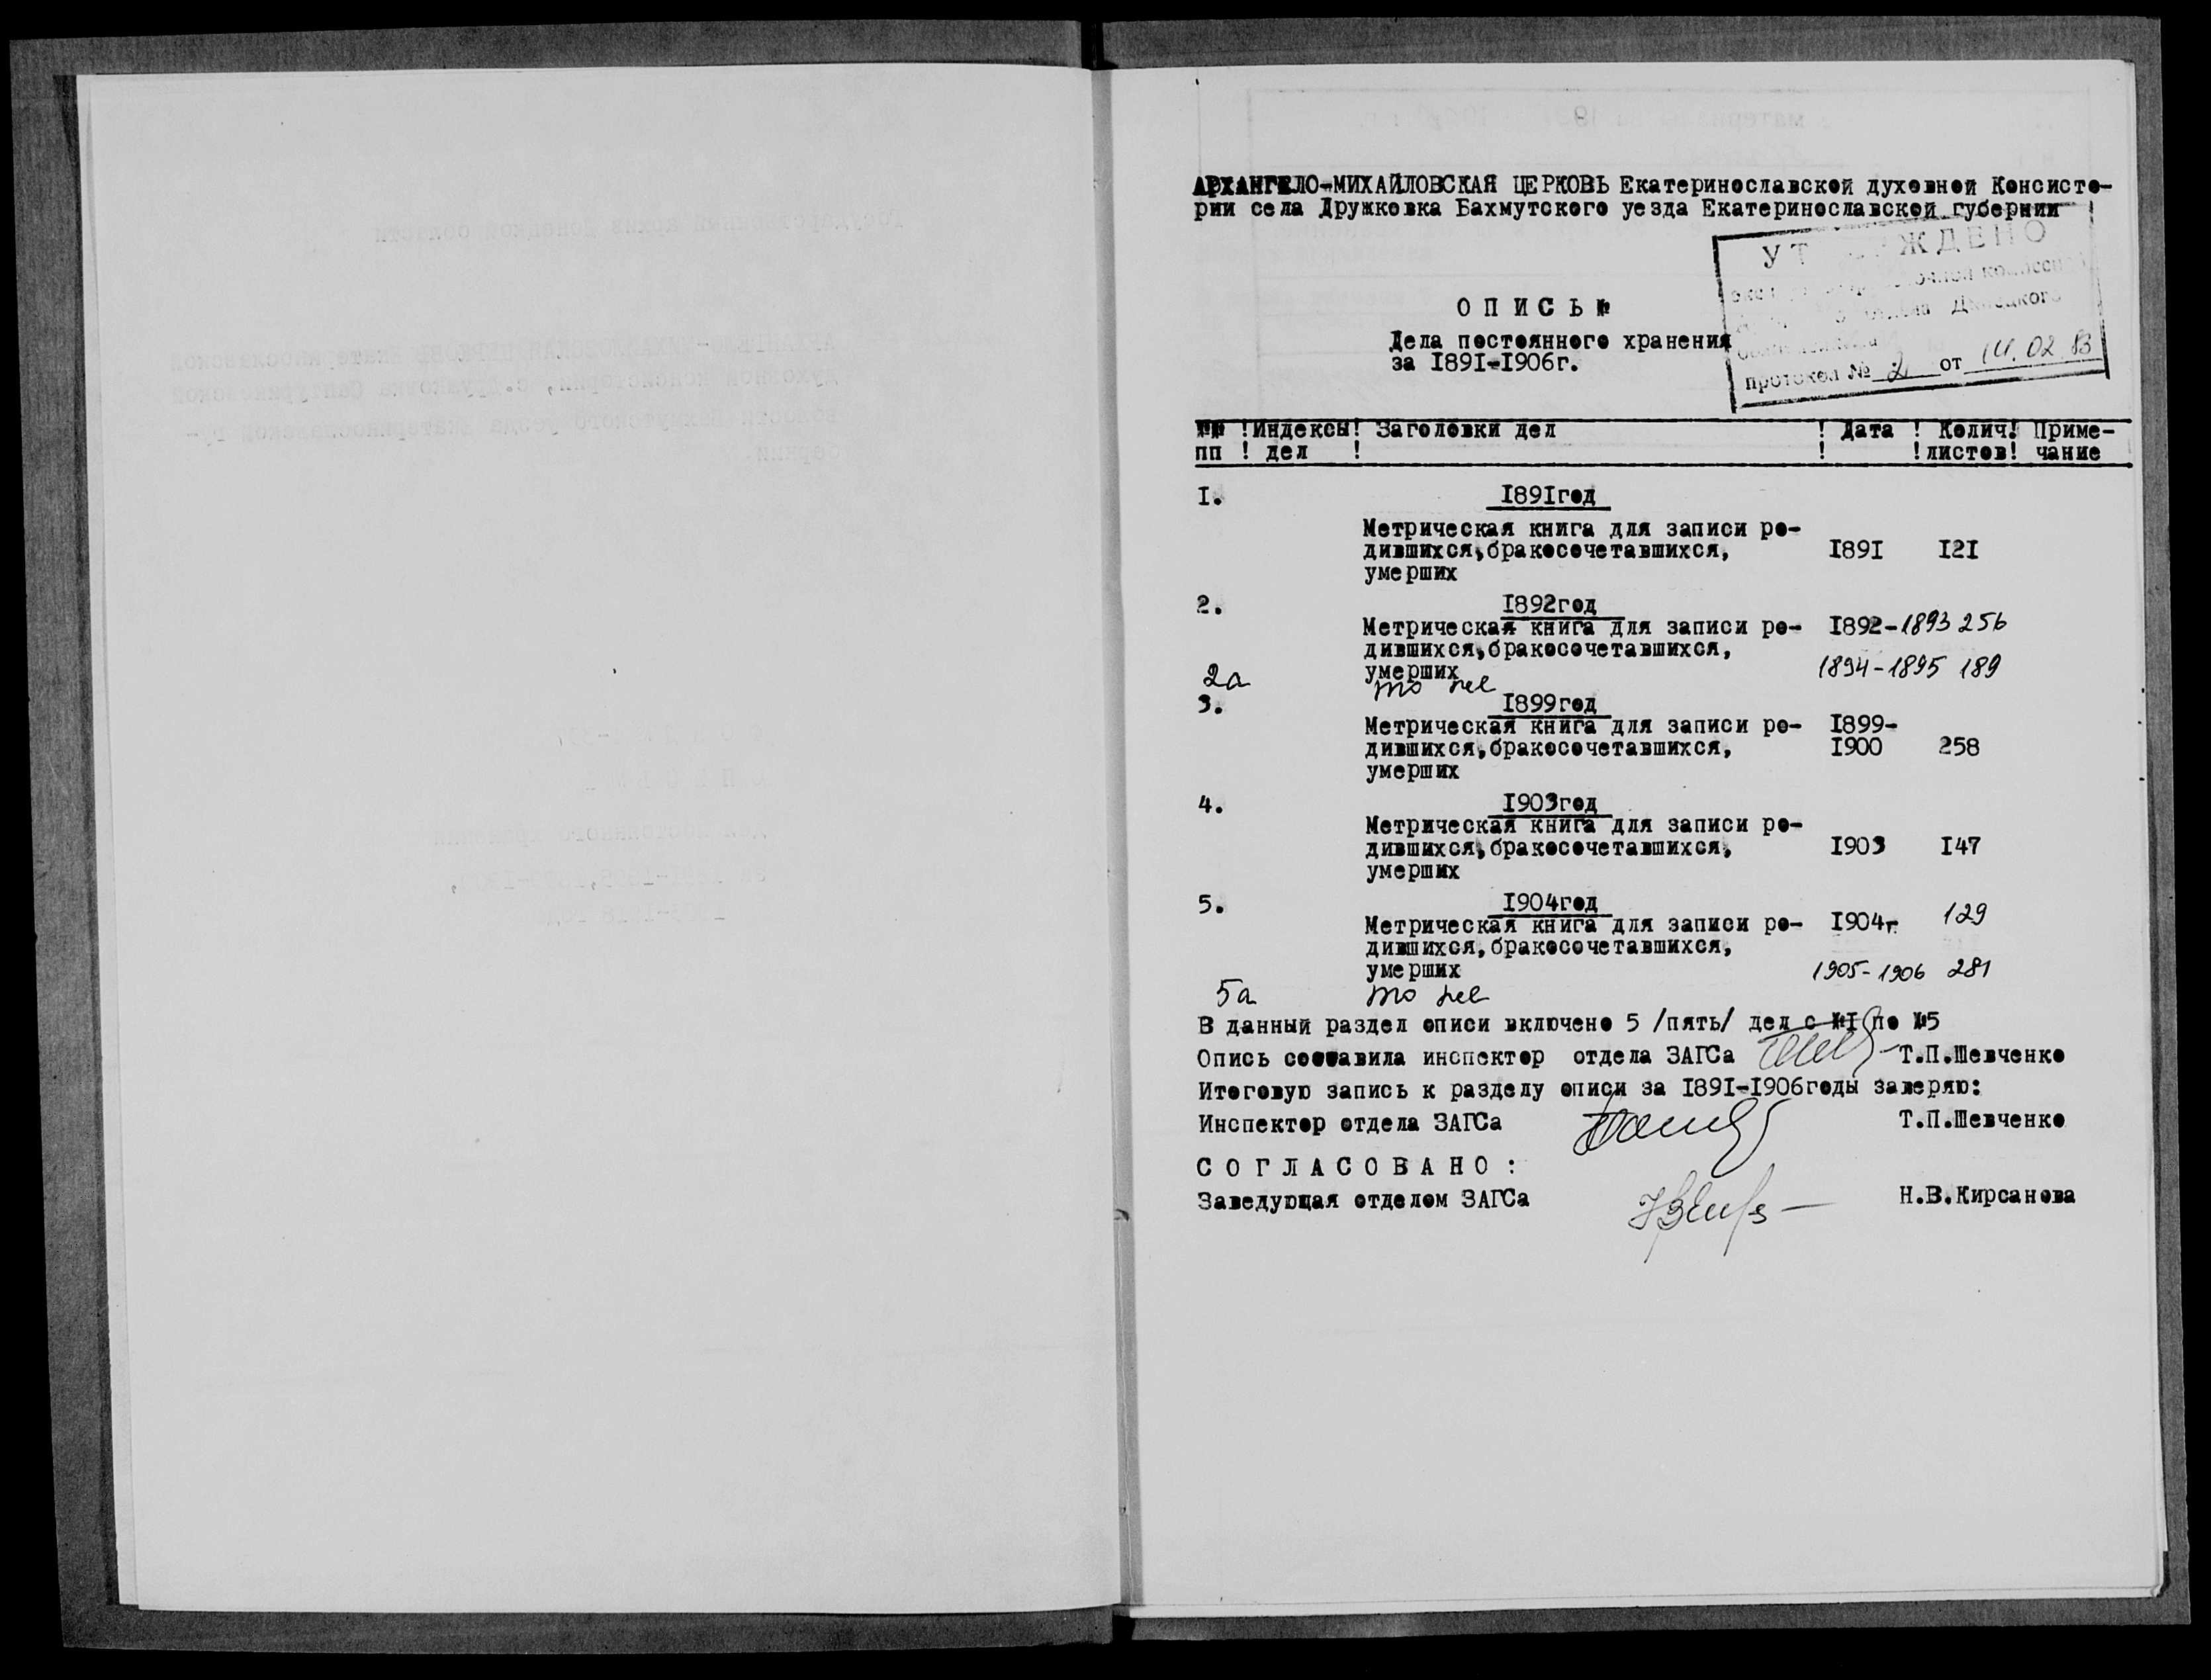 АРХАНГЕЛО-МИХАЙЛОВСКАЯ ЦЕРКОВЬ Екатеринославской духовной Консисто-
рии села Дружковка Бахмутского уезда Екатеринославской губернии
УТ ЖДЕНО
комиссией
Донецкого
протокол № 2 от 14.02.83
О П И С Ь №
Дела постоянного хранения
за 1891-1906г.
№№ ! Индексы ! Заголовки дел ! Дата ! Колич. ! Приме-
пп ! дел ! ! ! листов ! чание
1. 1891год
Метрическая книга для записи ро-
дившихся,бракосочетавшихся, 1891 121
умерших
2. 1892год
Метрическая книга для записи ро- 1892-1893 256
дившихся,бракосочетавшихся,
умерших 1894-1895 189
2а то же
3. 1899год
Метрическая книга для записи ро- 1899-
дившихся,бракосочетавшихся, 1900 258
умерших
4. 1903год
Метрическая книга для записи ро-
дившихся,бракосочетавшихся, 1903 147
умерших
5. 1904год
Метрическая книга для записи ро- 1904г. 129
дившихся,бракосочетавшихся,
умерших 1905-1906 281
5а то же
В данный раздел описи включено 5 /пять/ дел с №1 по №5
Опись составила инспектор отдела ЗАГСа Т.П.Шевченко
Итоговую запись к разделу описи за 1891-1906годы заверяю:
Инспектор отдела ЗАГСа Т.П.Шевченко
С О Г Л А С О В А Н О :
Заведующая отделом ЗАГСа Н.В.Кирсанова